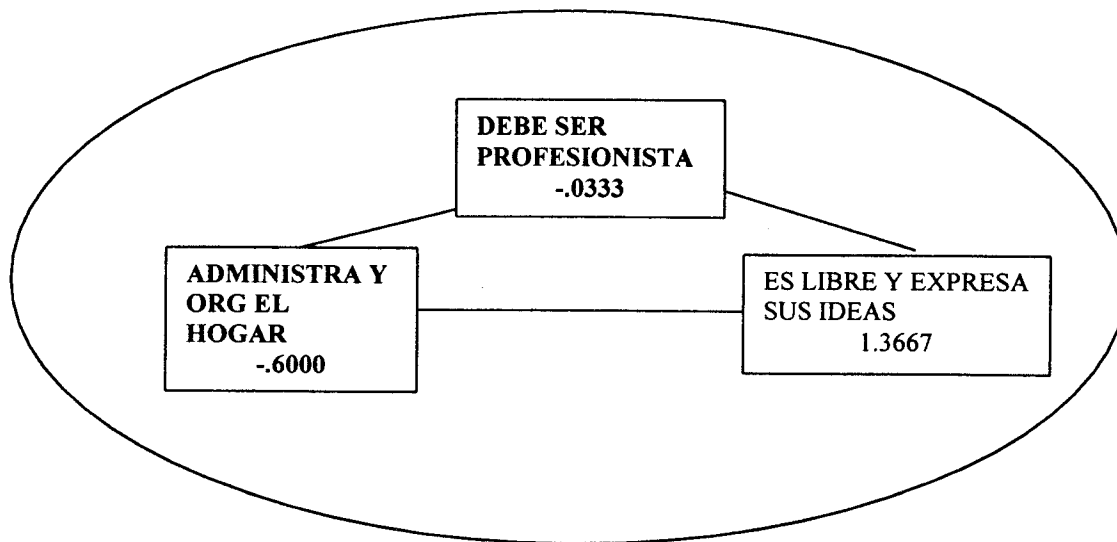 DEBE SER
PROFESIONISTA
-.0333
ADMINISTRA Y
ORG EL
HOGAR
-.6000
ES LIBRE Y EXPRESA
SUS IDEAS
1.3667